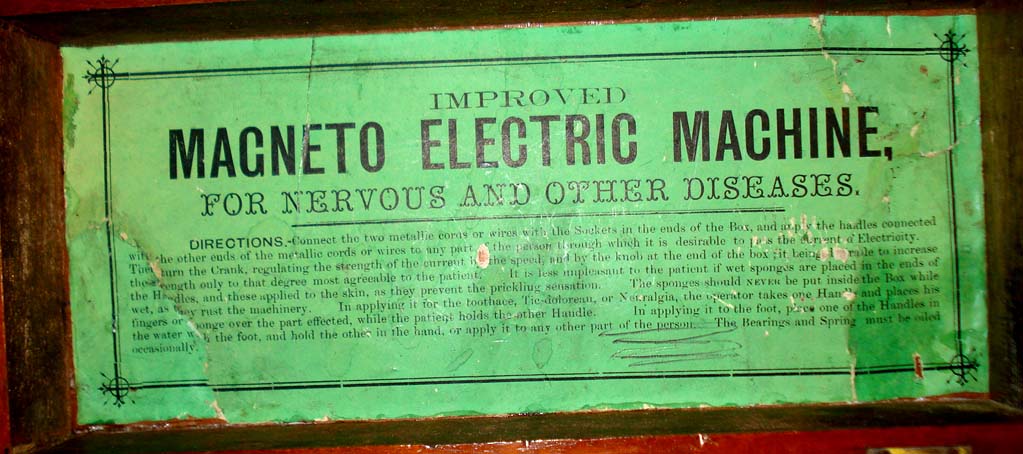 IMPROVED
MAGNETO ELECTRIC MACHINE,
FOR NERVOUS AND OTHER DISEASES.
DIRECTIONS.-Connect the two metallic cords or wires with the Sockets in the ends of the Box, and apply the handles connected
with the other ends of the metallic cords or wires to any part of the person through which it is desirable to pass the current of Electricity.
Then turn the Crank, regulating the strength of the current by the speed, and by the knob at the end of the box; it being desirable to increase
the strength only to that degree most agreeable to the patient. It is less unpleasant to the patient if wet sponges are placed in the ends of
the Handles, and these applied to the skin, as they prevent the prickling sensation. The sponges should NEVER be put inside the Box while
wet, as they rust the machinery. In applying it for the toothace, Tic-dolorean, or Neuralgia, the operator takes one Handle and places his
fingers or sponge over the part effected, while the patient holds the other Handle. In applying it to the foot, place one of the Handles in
the water with the foot, and hold the other in the hand, or apply it to any other part of the person. The Bearings and Spring must be oiled
occasionally.